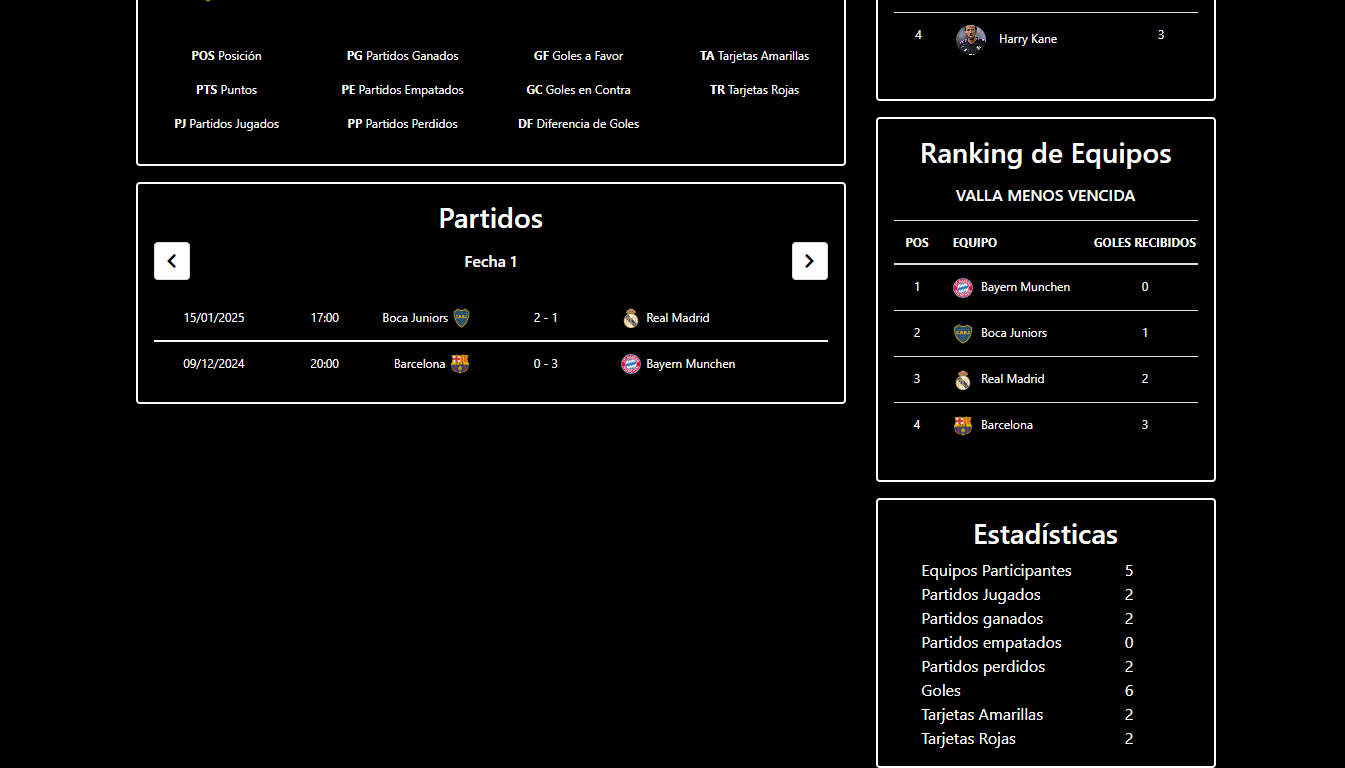 POS Posición PG Partidos Ganados GF Goles a Favor TA Tarjetas Amarillas
PTS Puntos PE Partidos Empatados GC Goles en Contra TR Tarjetas Rojas
PJ Partidos Jugados PP Partidos Perdidos DF Diferencia de Goles
Partidos
Fecha 1
15/01/2025 17:00 Boca Juniors 2 - 1 Real Madrid
09/12/2024 20:00 Barcelona 0 - 3 Bayern Munchen
4 Harry Kane 3
Ranking de Equipos
VALLA MENOS VENCIDA
POS EQUIPO GOLES RECIBIDOS
1 Bayern Munchen 0
2 Boca Juniors 1
3 Real Madrid 2
4 Barcelona 3
Estadísticas
Equipos Participantes 5
Partidos Jugados 2
Partidos ganados 2
Partidos empatados 0
Partidos perdidos 2
Goles 6
Tarjetas Amarillas 2
Tarjetas Rojas 2